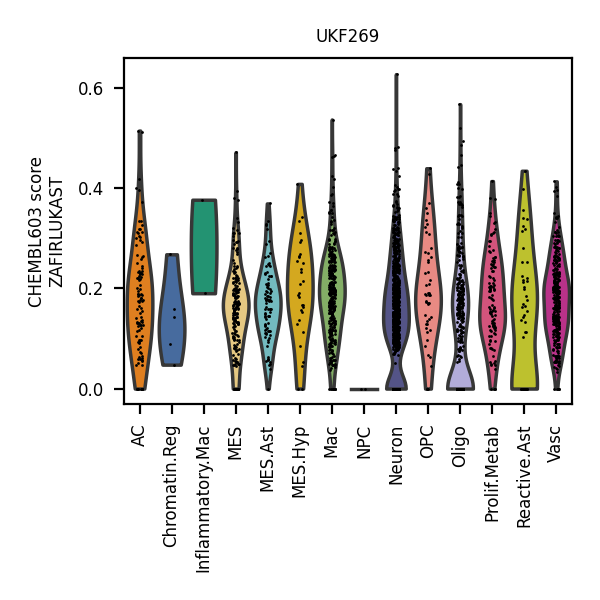 UKF269
CHEMBL603 score
ZAFIRLUKAST
0.6
0.4
0.2
0.0
AC
Chromatin.Reg
Inflammatory.Mac
MES
MES.Ast
MES.Hyp
Mac
NPC
Neuron
OPC
Oligo
Prolif.Metab
Reactive.Ast
Vasc